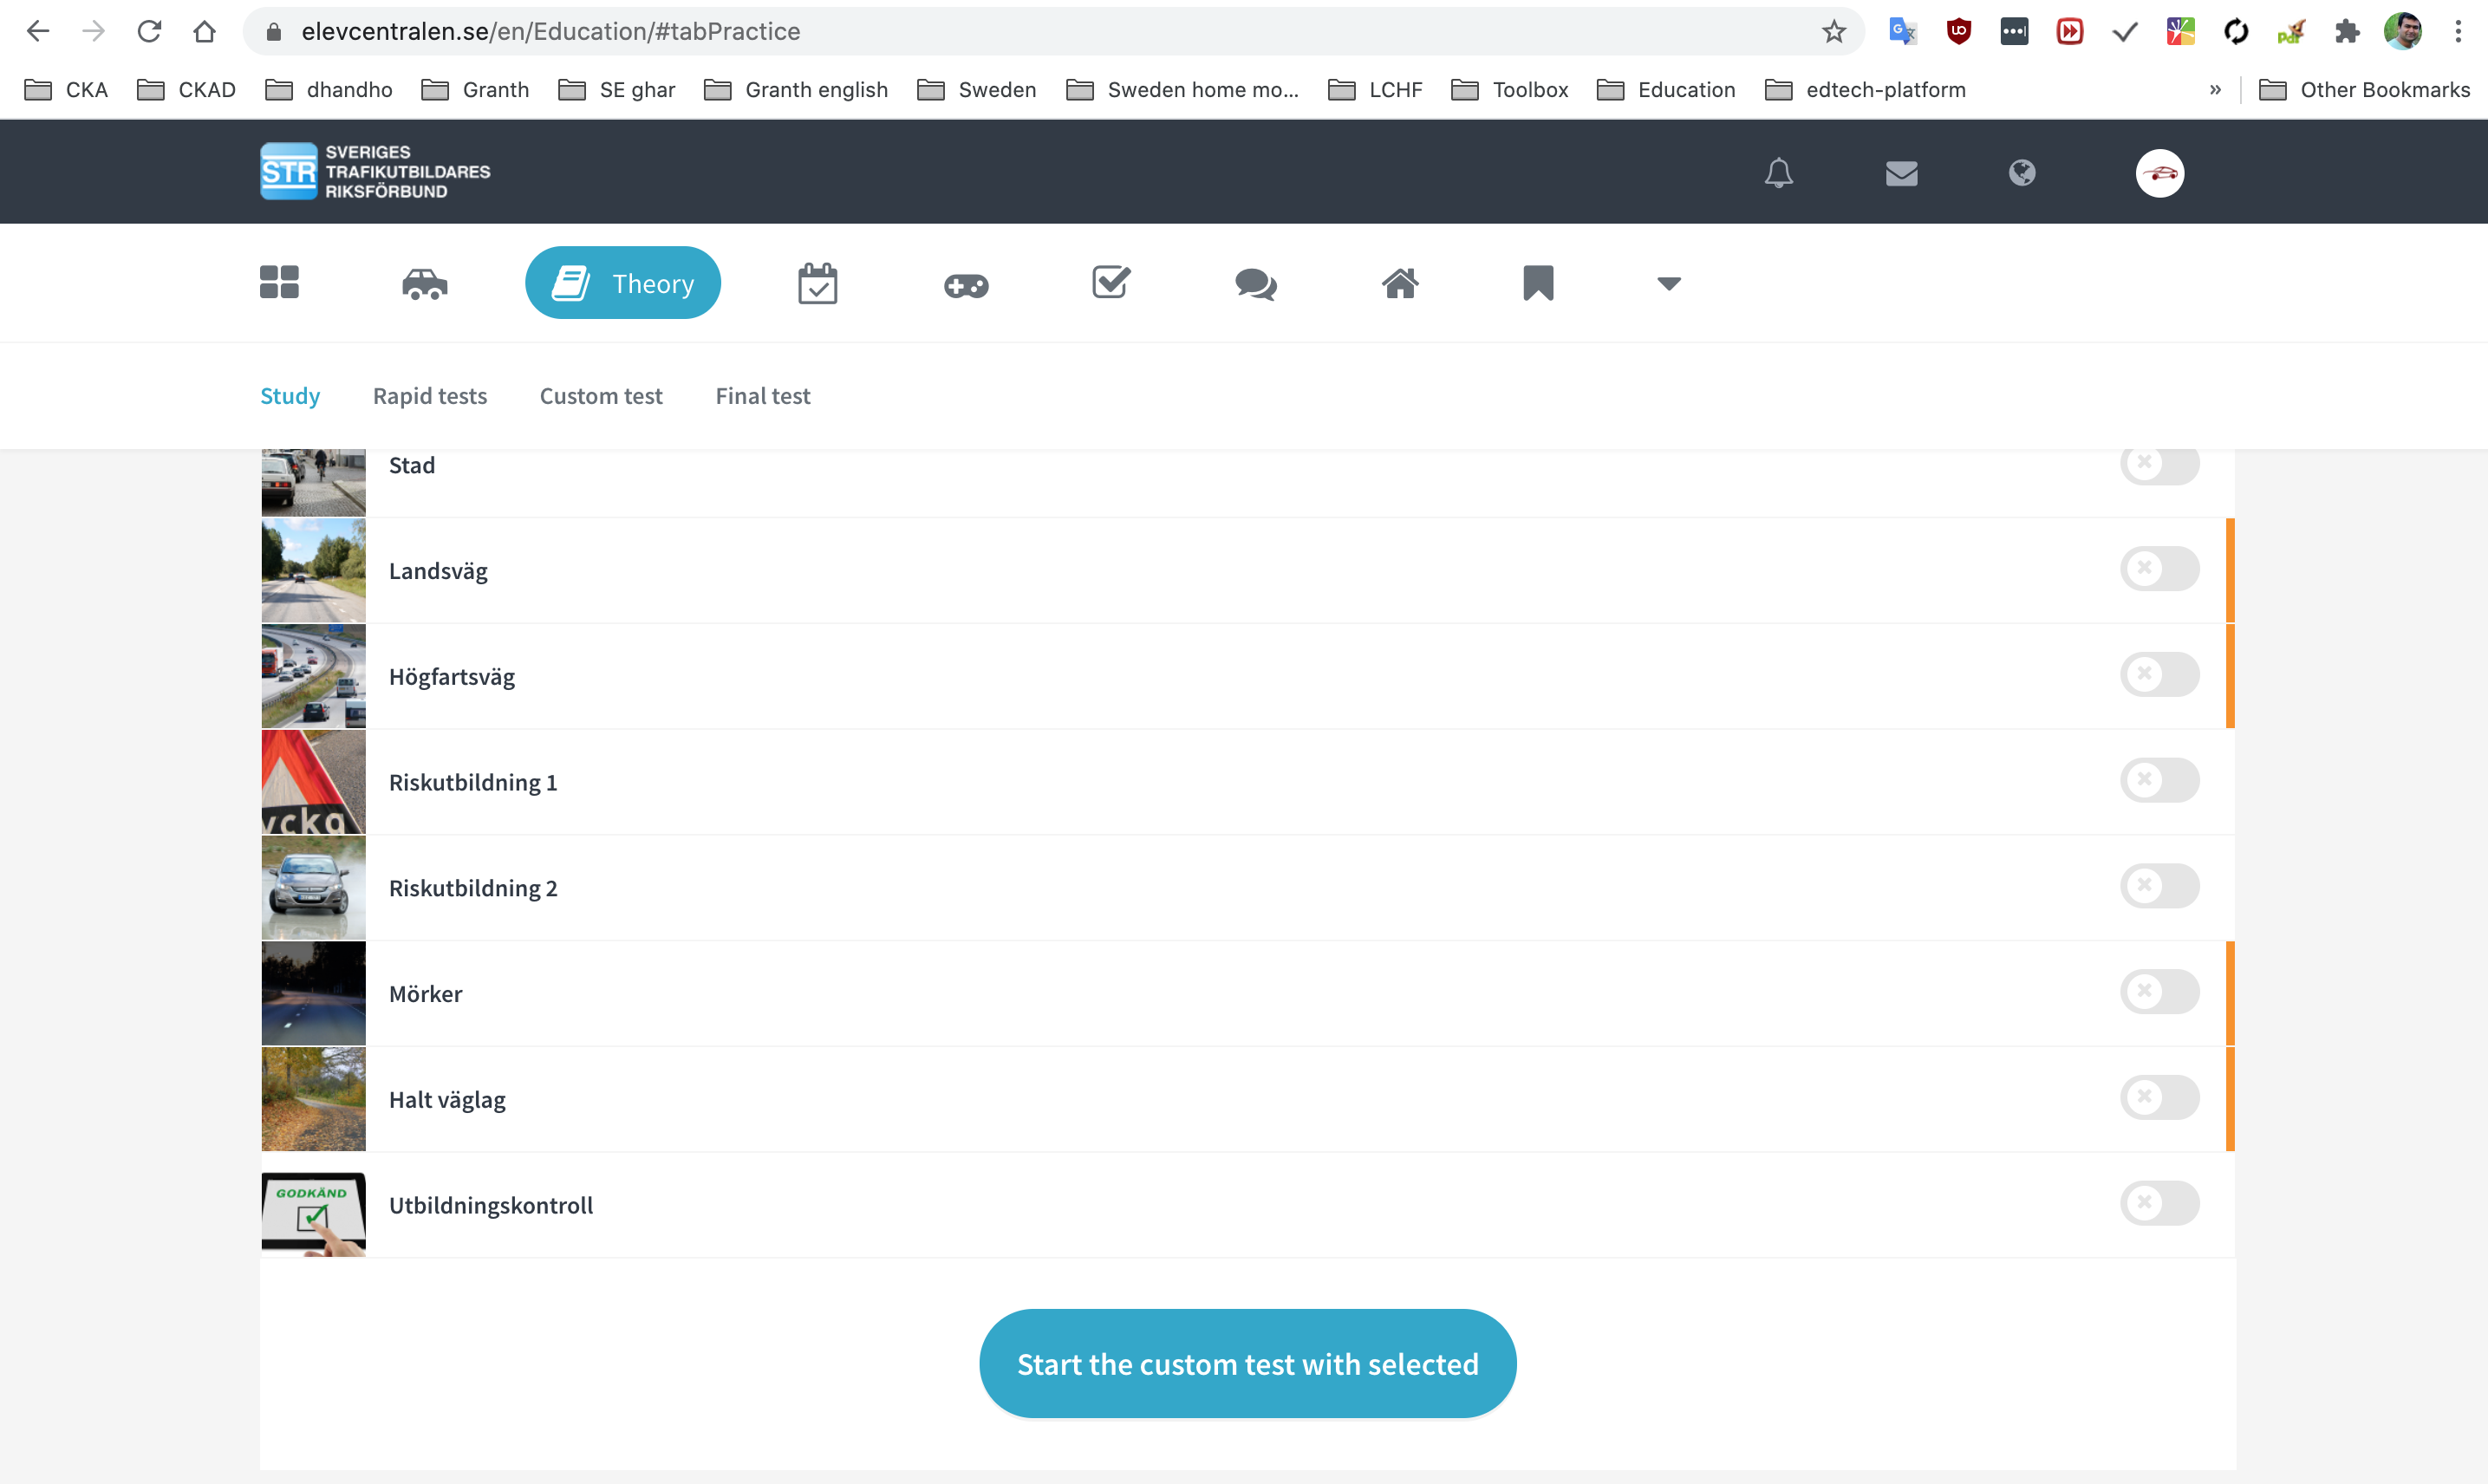 elevcentralen.se/en/Education/#tabPractice
CKA CKAD dhandho Granth SE ghar Granth english Sweden Sweden home mo... LCHF Toolbox Education edtech-platform » Other Bookmarks
STR SVERIGES
TRAFIKUTBILDARES
RIKSFÖRBUND
Theory
Study Rapid tests Custom test Final test
Stad
Landsväg
Högfartsväg
Riskutbildning 1
ycka
Riskutbildning 2
Mörker
Halt väglag
GODKÄND
Utbildningskontroll
Start the custom test with selected